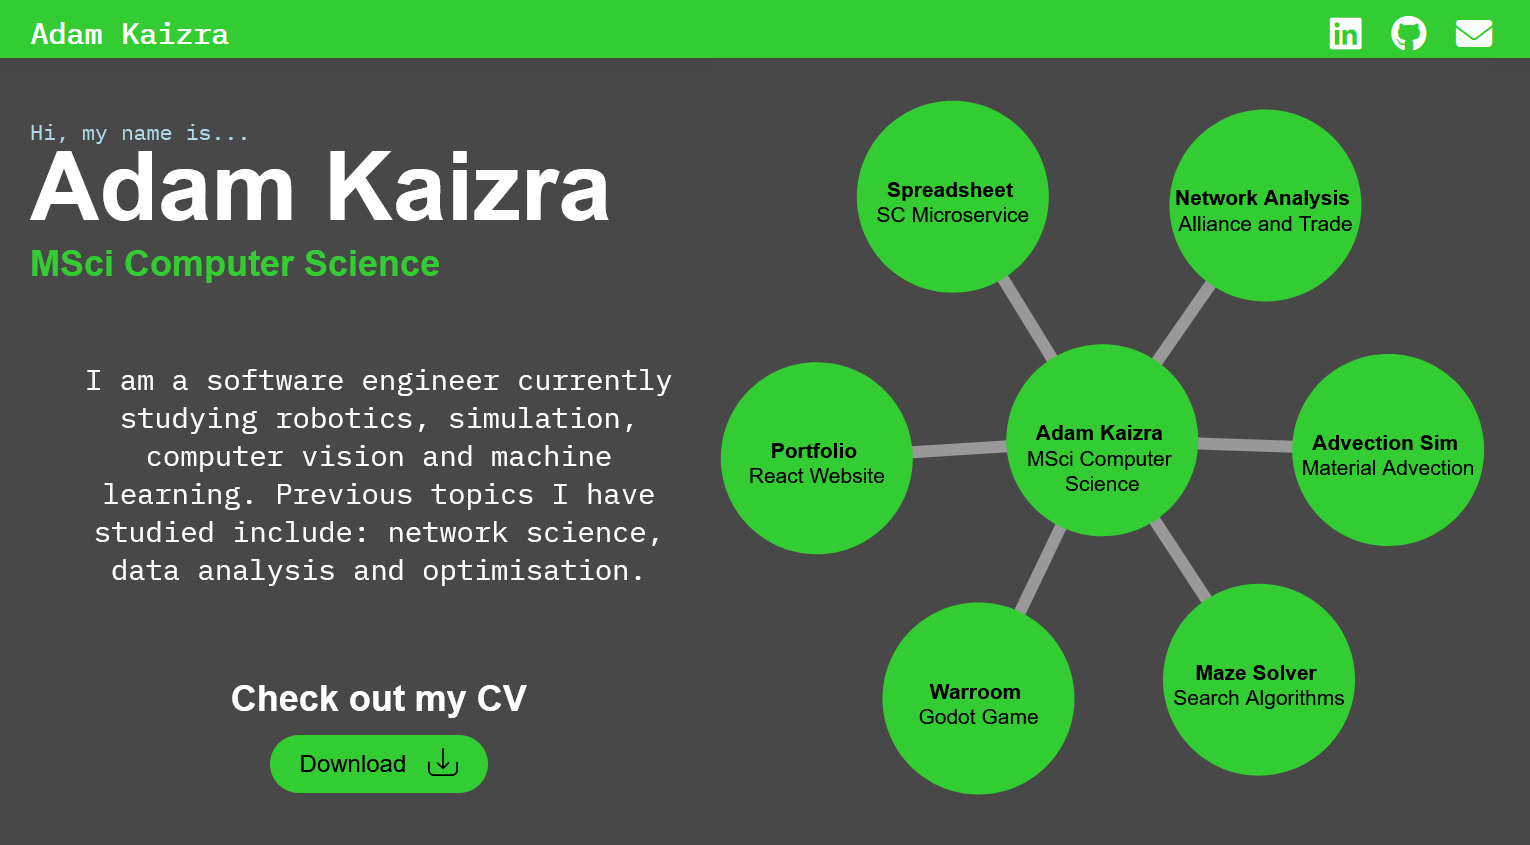 Adam Kaizra
Hi, my name is...
Adam Kaizra
MSci Computer Science
I am a software engineer currently
studying robotics, simulation,
computer vision and machine
learning. Previous topics I have
studied include: network science,
data analysis and optimisation.
Check out my CV
Download
Spreadsheet
SC Microservice
Network Analysis
Alliance and Trade
Portfolio
React Website
Adam Kaizra
MSci Computer
Science
Advection Sim
Material Advection
Warroom
Godot Game
Maze Solver
Search Algorithms